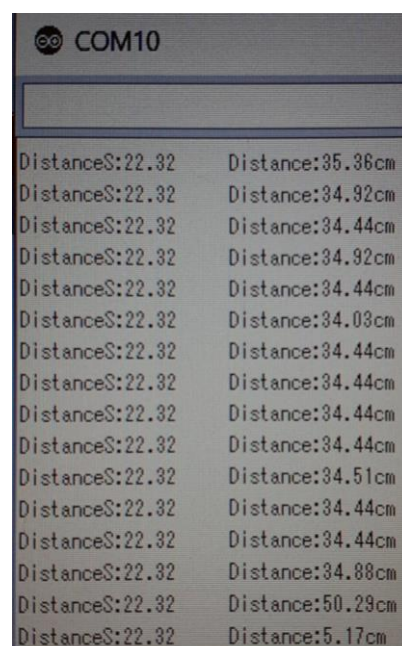 COM10
DistanceS:22.32 Distance:35.36cm
DistanceS:22.32 Distance:34.92cm
DistanceS:22.32 Distance:34.44cm
DistanceS:22.32 Distance:34.92cm
DistanceS:22.32 Distance:34.44cm
DistanceS:22.32 Distance:34.03cm
DistanceS:22.32 Distance:34.44cm
DistanceS:22.32 Distance:34.44cm
DistanceS:22.32 Distance:34.44cm
DistanceS:22.32 Distance:34.44cm
DistanceS:22.32 Distance:34.51cm
DistanceS:22.32 Distance:34.44cm
DistanceS:22.32 Distance:34.44cm
DistanceS:22.32 Distance:34.88cm
DistanceS:22.32 Distance:50.29cm
DistanceS:22.32 Distance:5.17cm